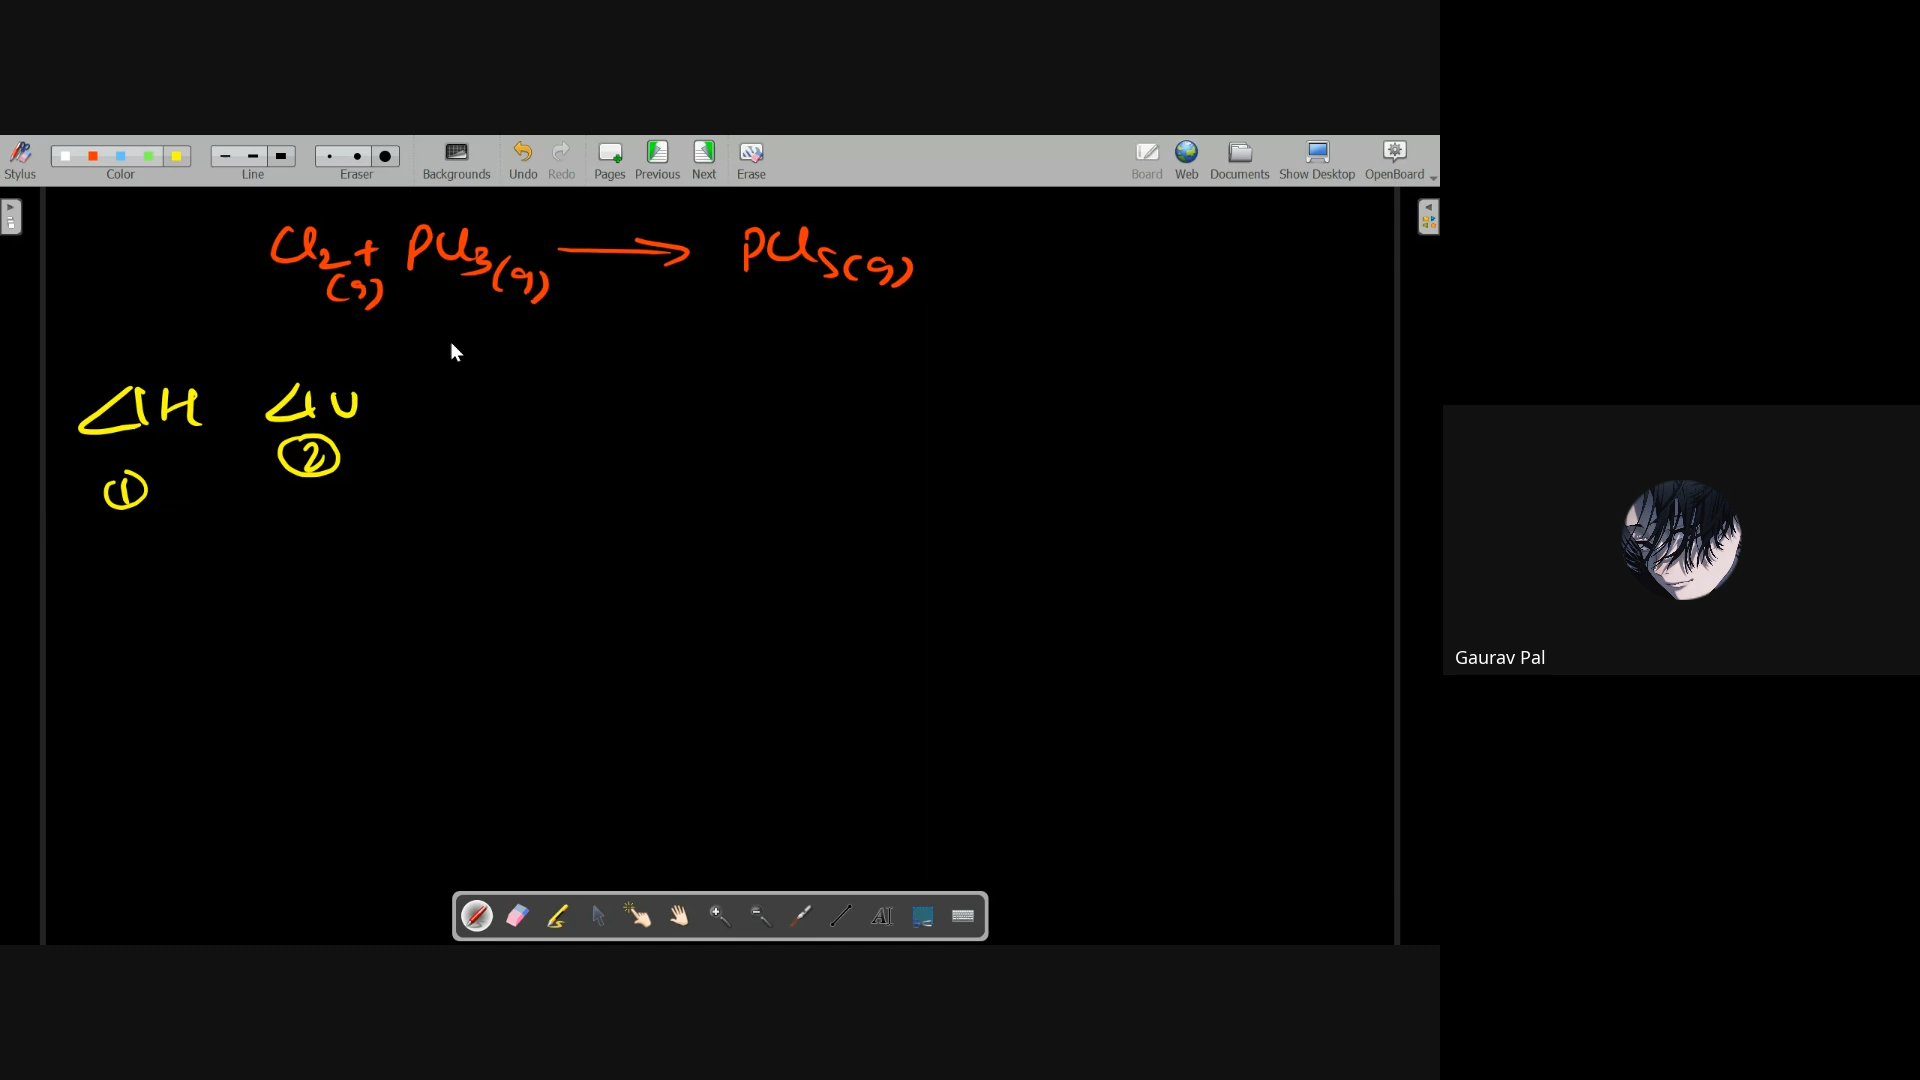 Stylus Color Line Eraser Backgrounds Undo Redo Pages Previous Next Erase Board Web Documents Show Desktop OpenBoard
Cl2(g) + PCl3(g) ⟶ PCl5(g)
ΔH ΔU
① ②
Gaurav Pal